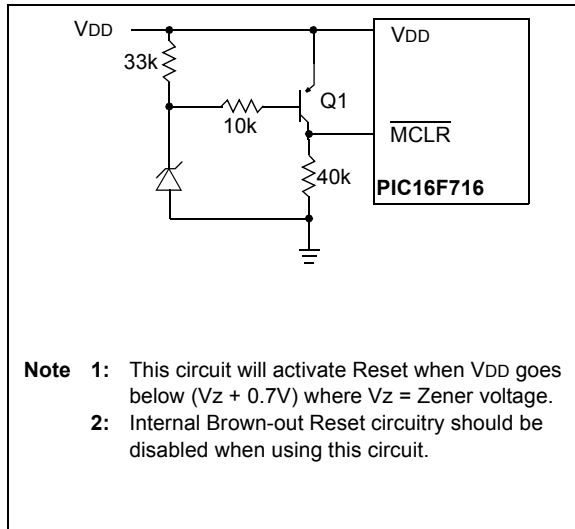 VDD
VDD
33k
Q1
10k
MCLR
40k
PIC16F716
Note 1: This circuit will activate Reset when VDD goes
below (Vz + 0.7V) where Vz = Zener voltage.
2: Internal Brown-out Reset circuitry should be
disabled when using this circuit.